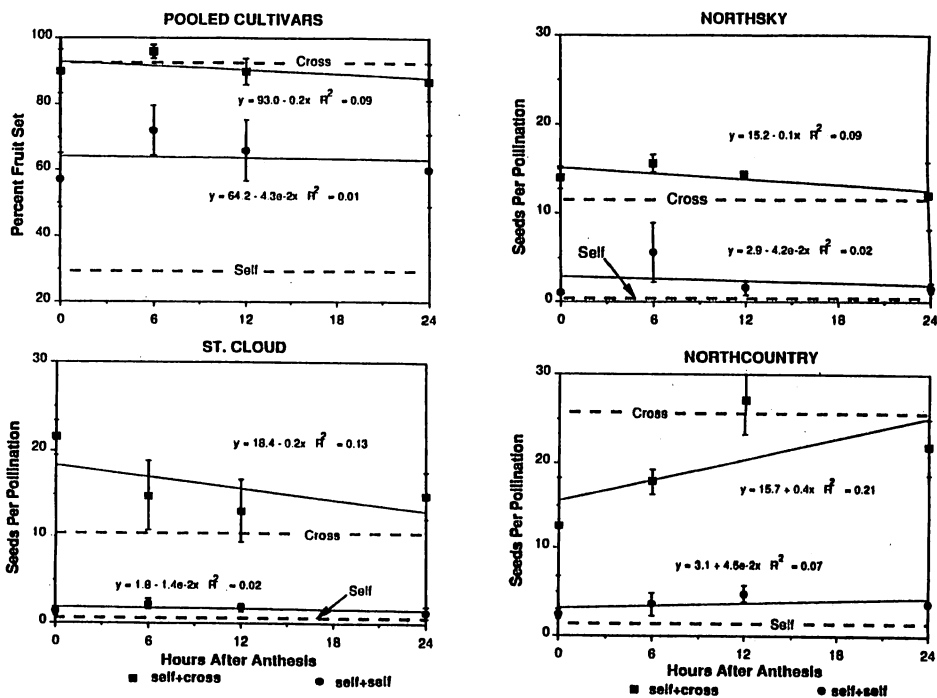 POOLED CULTIVARS
Percent Fruit Set
100
80
60
40
20
Cross
y = 93.0 - 0.2x R2 = 0.09
y = 64.2 - 4.3e-2x R2 = 0.01
Self
0 6 12 18 24
NORTHSKY
Seeds Per Pollination
30
20
10
0
y = 15.2 - 0.1x R2 = 0.09
Cross
y = 2.9 - 4.2e-2x R2 = 0.02
Self
0 6 12 18 24
ST. CLOUD
Seeds Per Pollination
30
20
10
0
y = 18.4 - 0.2x R2 = 0.13
Cross
y = 1.8 - 1.4e-2x R2 = 0.02
Self
0 6 12 18 24
Hours After Anthesis
self+cross self+self
NORTHCOUNTRY
Seeds Per Pollination
30
20
10
0
Cross
y = 15.7 + 0.4x R2 = 0.21
y = 3.1 + 4.6e-2x R2 = 0.07
Self
0 6 12 18 24
Hours After Anthesis
self+cross self+self